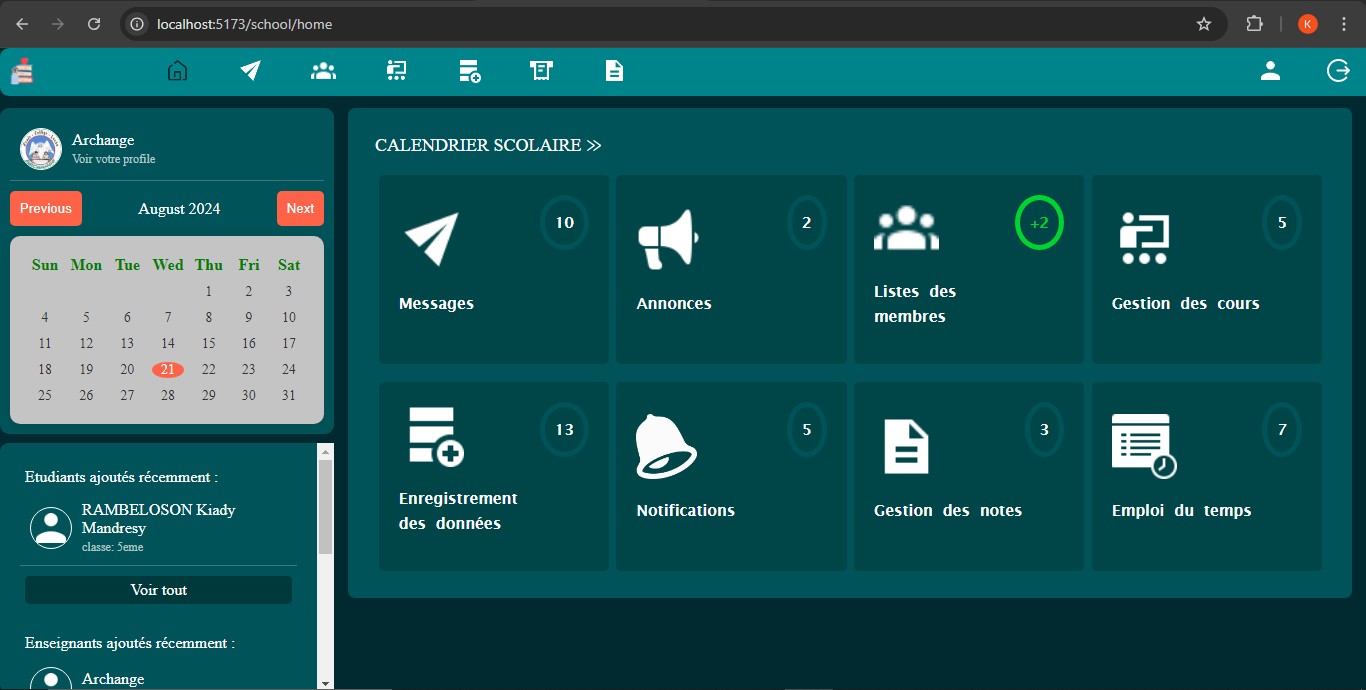 localhost:5173/school/home
K
Archange
Voir votre profile
Previous
August 2024
Next
Sun Mon Tue Wed Thu Fri Sat
1 2 3
4 5 6 7 8 9 10
11 12 13 14 15 16 17
18 19 20 21 22 23 24
25 26 27 28 29 30 31
Etudiants ajoutés récemment :
RAMBELOSON Kiady
Mandresy
classe: 5eme
Voir tout
Enseignants ajoutés récemment :
Archange
CALENDRIER SCOLAIRE
10
Messages
2
Annonces
+2
Listes des
membres
5
Gestion des cours
13
Enregistrement
des données
5
Notifications
3
Gestion des notes
7
Emploi du temps